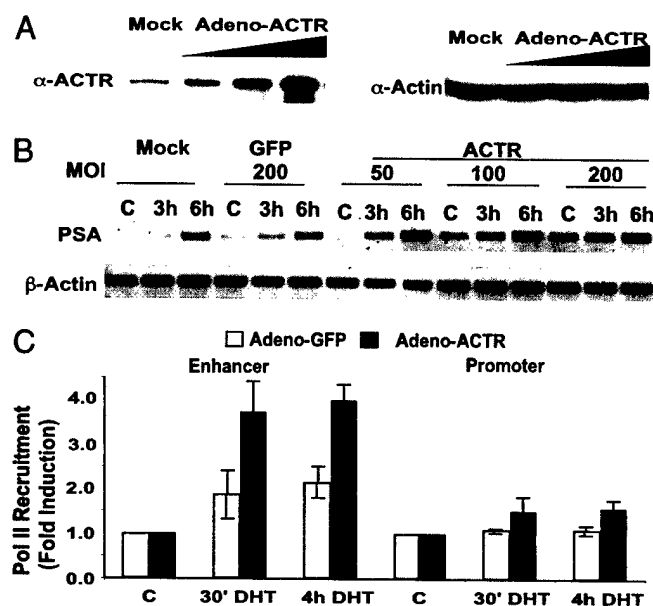 A
Mock Adeno-ACTR
α-ACTR
Mock Adeno-ACTR
α-Actin
B
Mock GFP ACTR
MOI 200 50 100 200
C 3h 6h C 3h 6h C 3h 6h C 3h 6h C 3h 6h
PSA
β-Actin
C
Adeno-GFP Adeno-ACTR
Enhancer Promoter
Pol II Recruitment
(Fold Induction)
4.0
3.0
2.0
1.0
0.0
C 30' DHT 4h DHT C 30' DHT 4h DHT